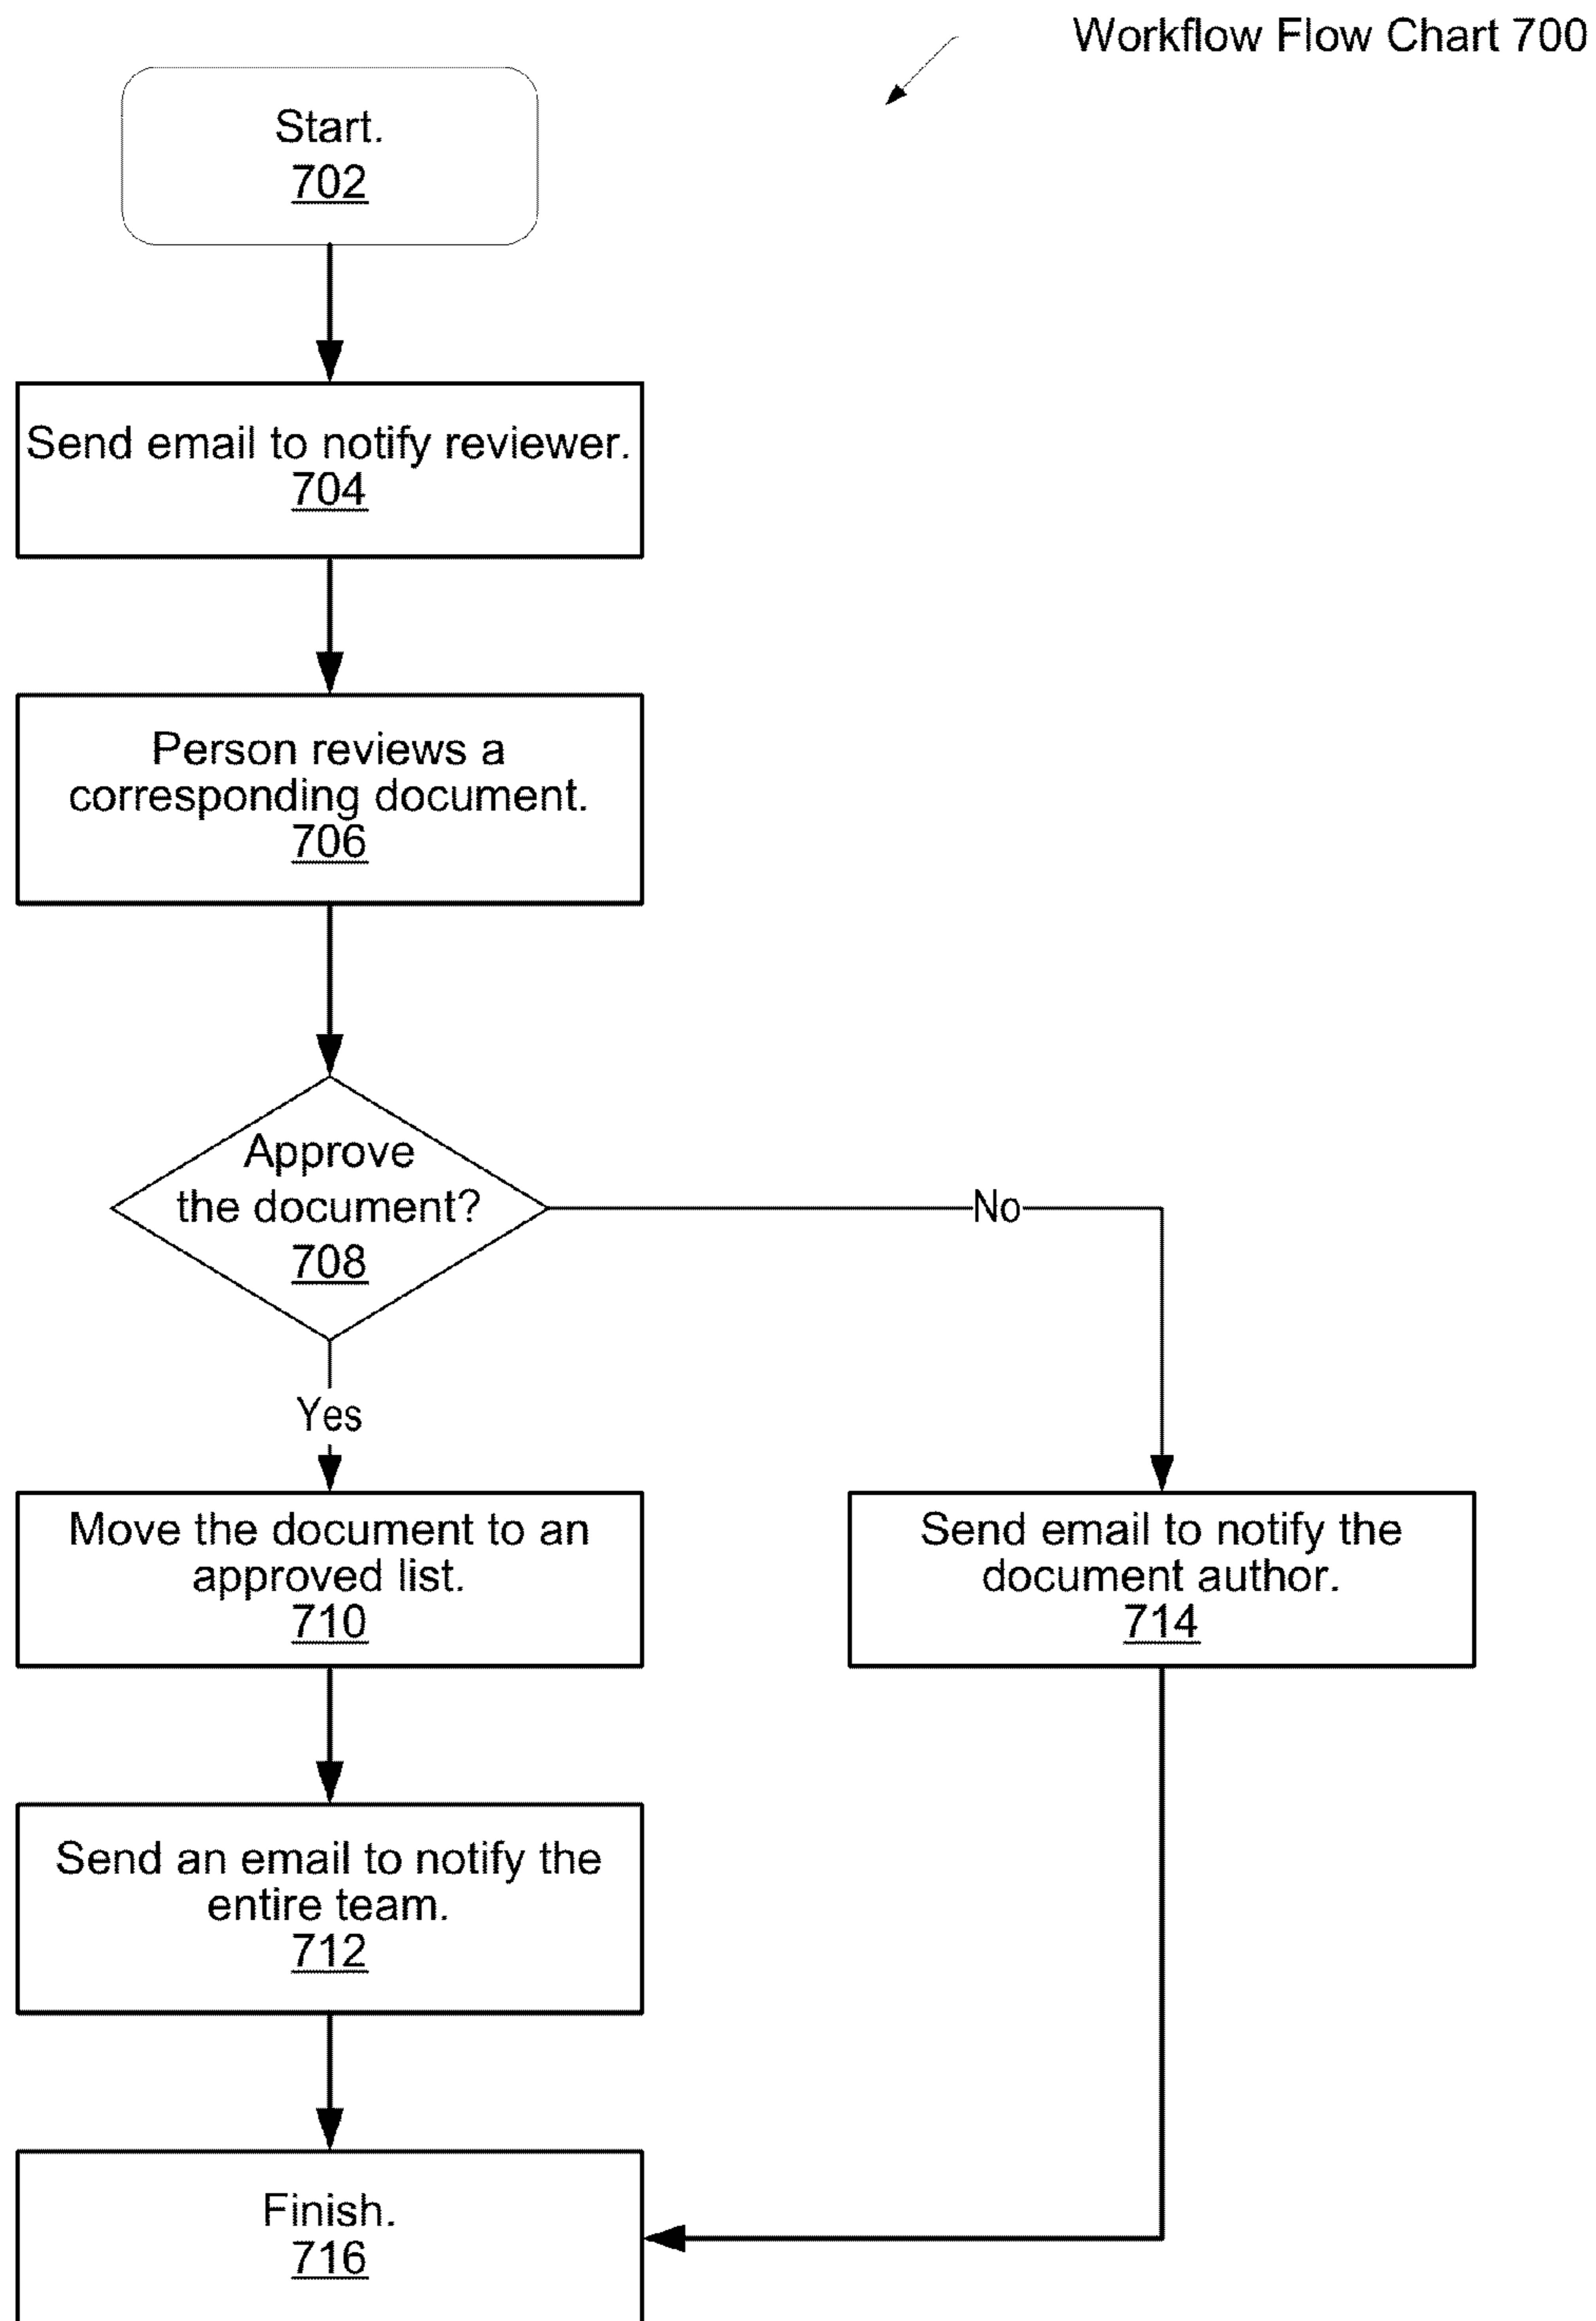 Workflow Flow Chart 700
Start.
702
Send email to notify reviewer.
704
Person reviews a
corresponding document.
706
Approve
the document?
708
No
Yes
Move the document to an
approved list.
710
Send email to notify the
document author.
714
Send an email to notify the
entire team.
712
Finish.
716